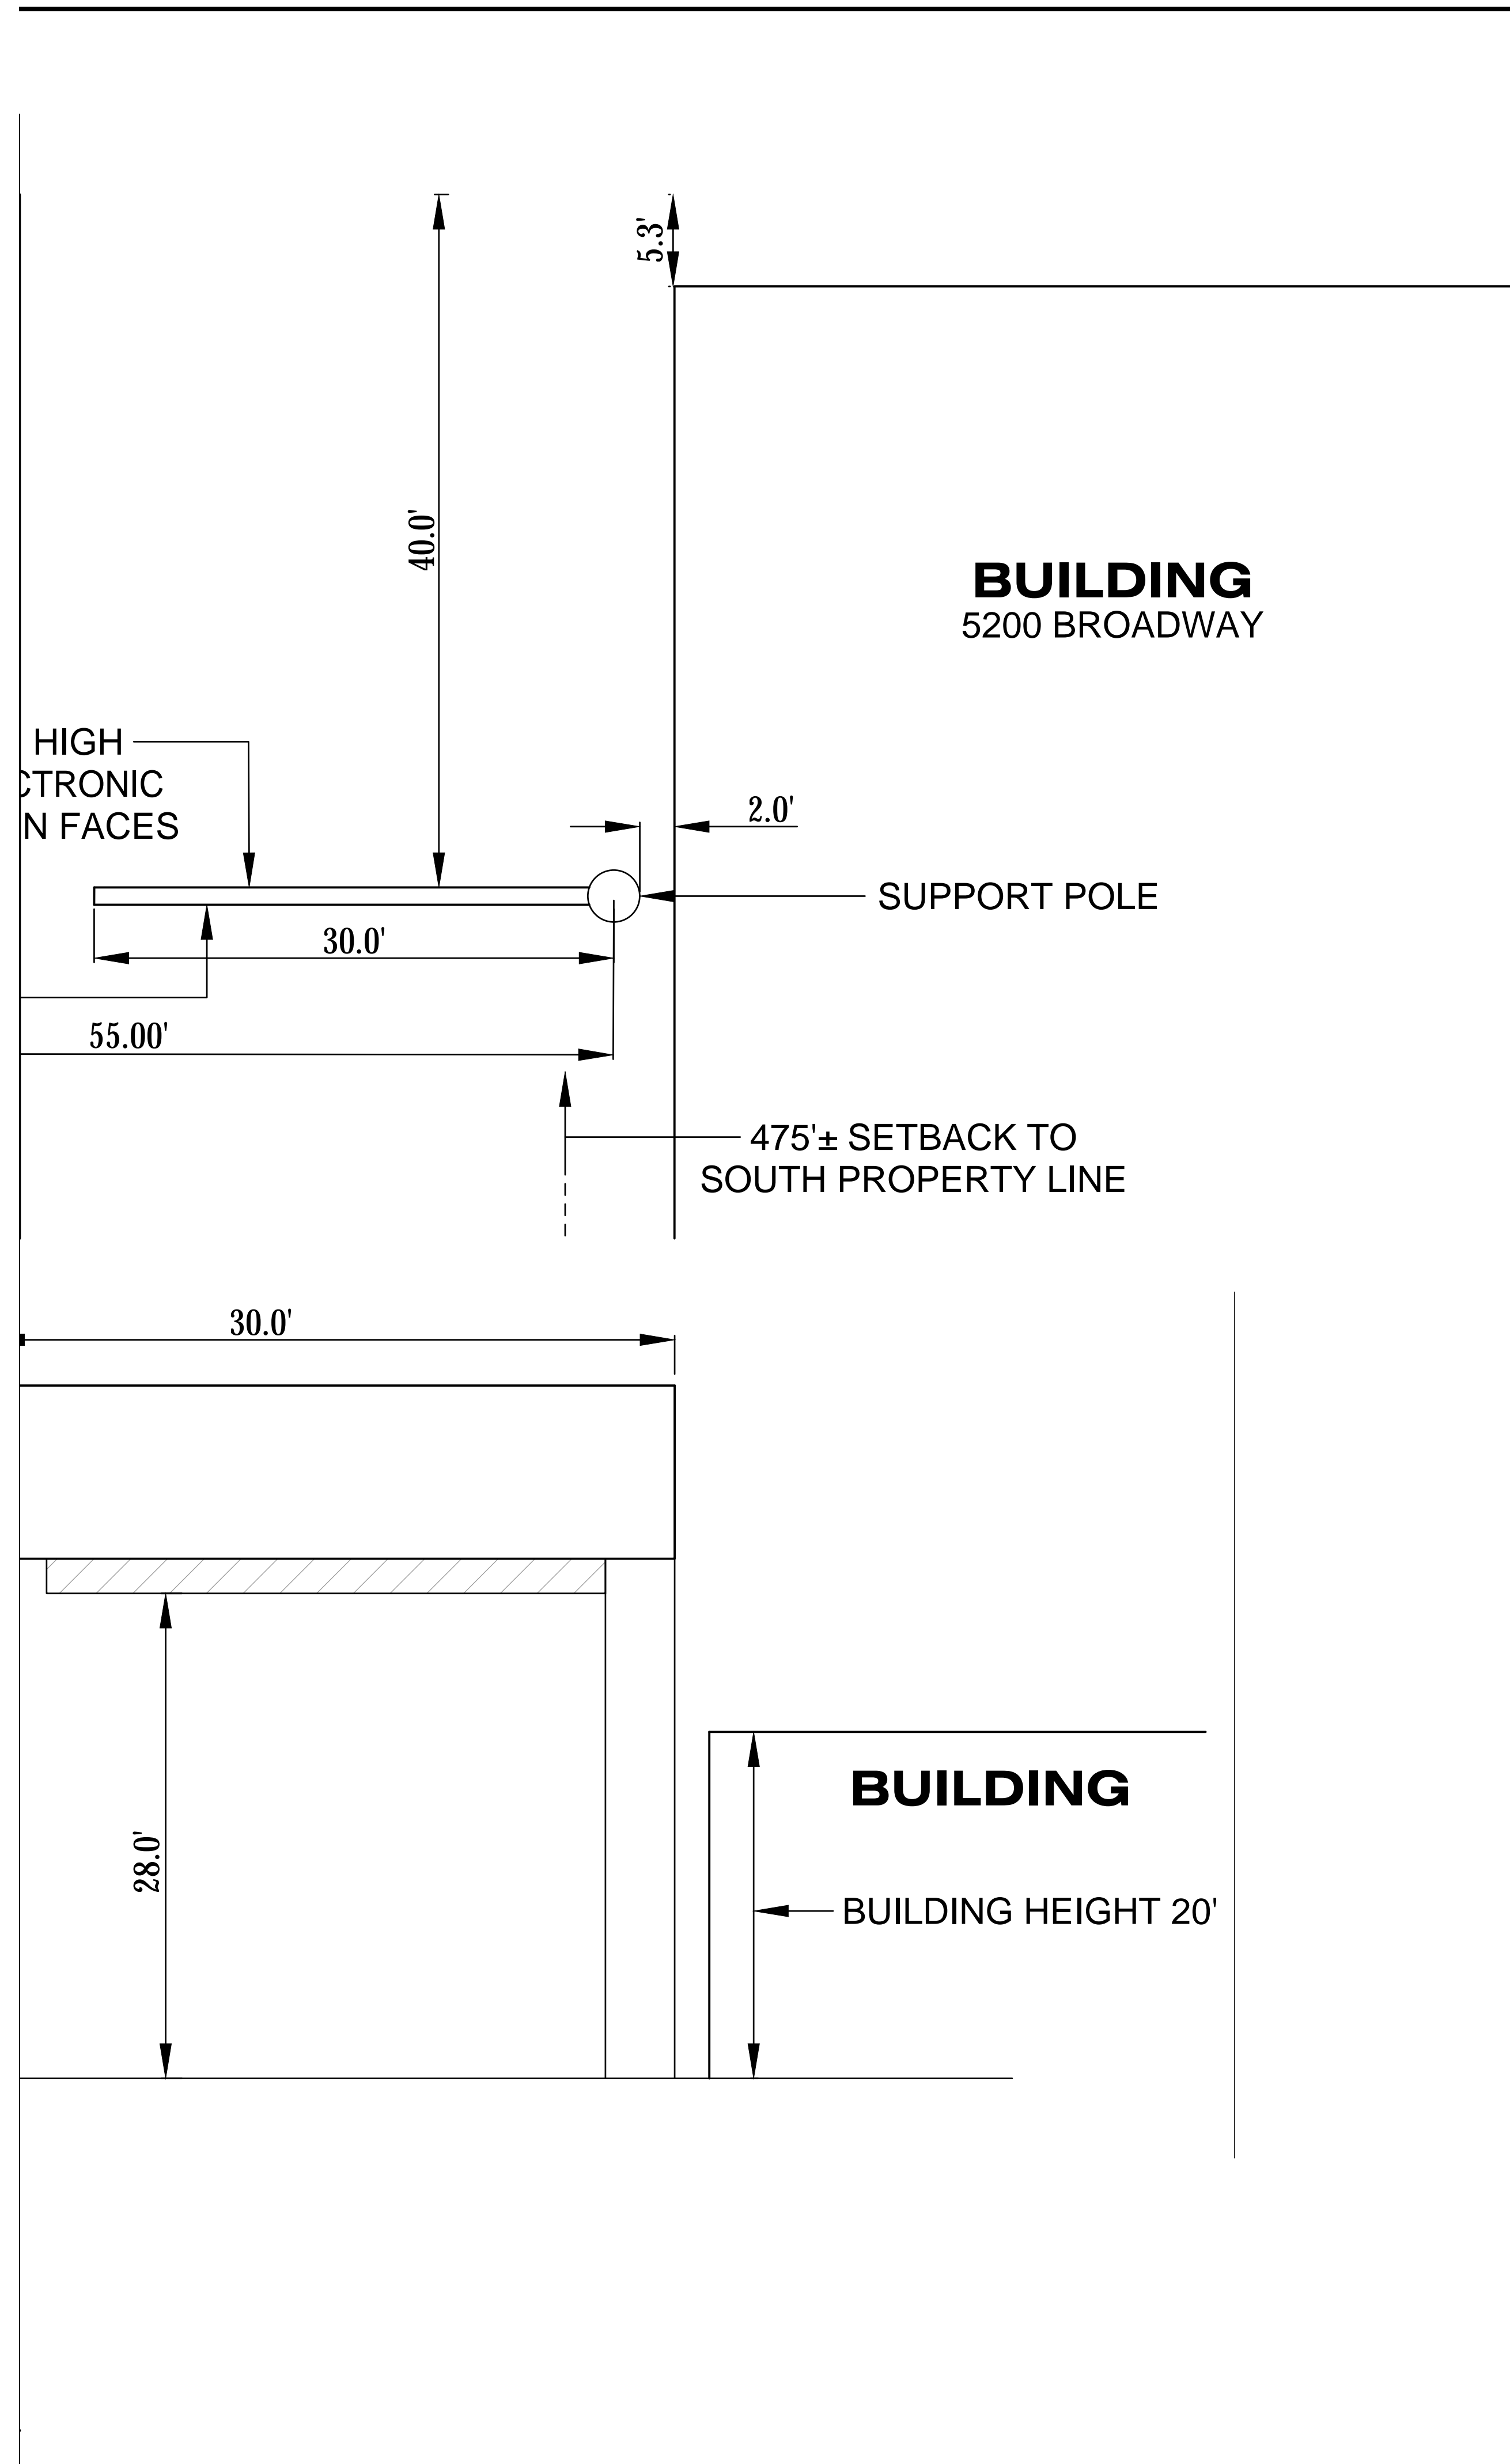 5.3'
40.0'
BUILDING
5200 BROADWAY
HIGH
CTRONIC
N FACES
2.0'
SUPPORT POLE
30.0'
55.00'
475'± SETBACK TO
SOUTH PROPERTY LINE
30.0'
BUILDING
28.0'
BUILDING HEIGHT 20'